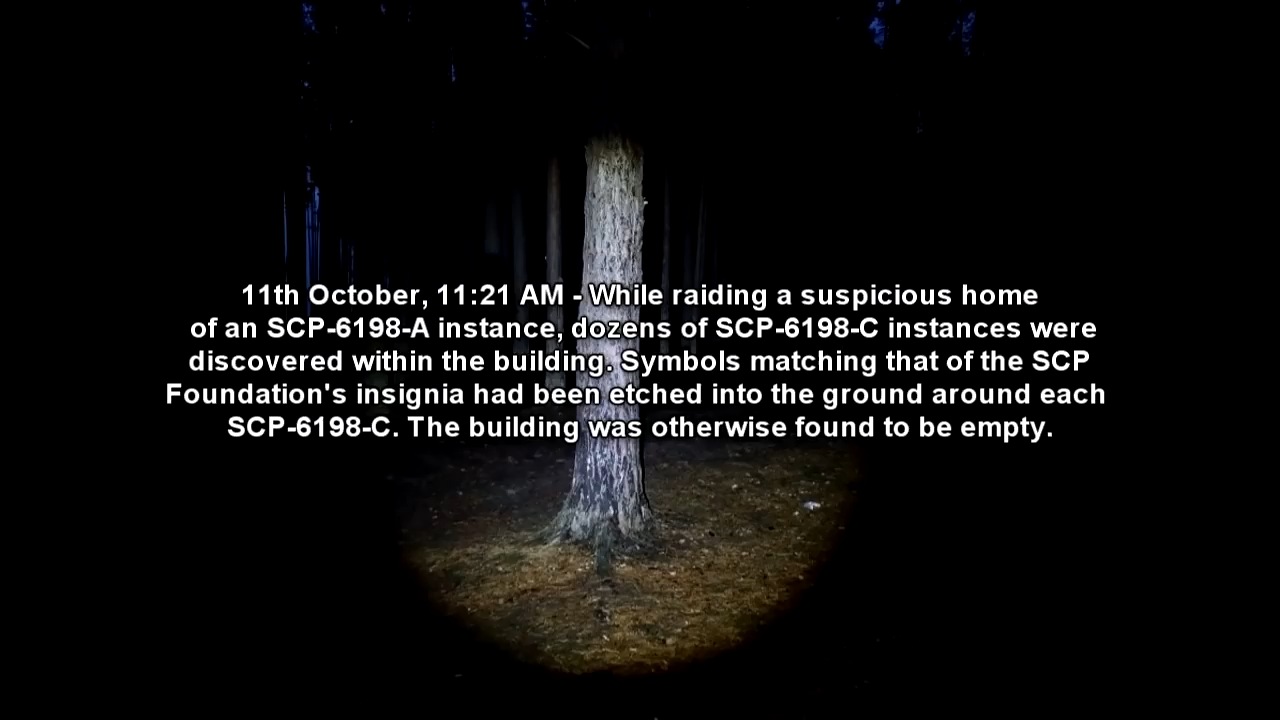 11th October, 11:21 AM - While raiding a suspicious home
of an SCP-6198-A instance, dozens of SCP-6198-C instances were
discovered within the building. Symbols matching that of the SCP
Foundation's insignia had been etched into the ground around each
SCP-6198-C. The building was otherwise found to be empty.